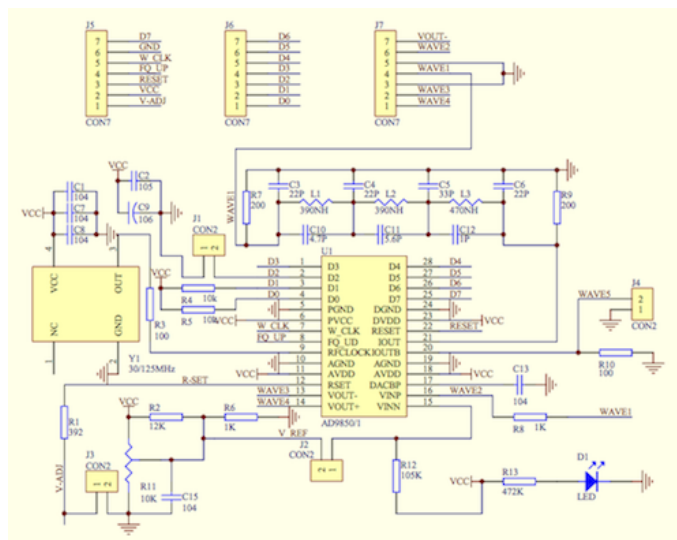 J5
7
6
5
4
3
2
1
D7
GND
W_CLK
FQ_UP
RESET
VCC
V-ADJ
CON7
J6
7
6
5
4
3
2
1
D6
D5
D4
D3
D2
D1
D0
CON7
J7
7
6
5
4
3
2
1
VOUT-
WAVE2
WAVE1
WAVE3
WAVE4
CON7
VCC
C1
104
C7
104
C8
104
VCC
C2
105
C9
106
J1
CON2
1 2
WAVE1
R7
200
C3
22P
L1
390NH
C4
22P
L2
390NH
C5
33P
L3
470NH
C6
22P
R9
200
C10
4.7P
C11
5.6P
C12
1P
4
3
VCC
OUT
NC
GND
1
2
Y1
30/125MHz
R3
100
VCC
R4
10k
R5
10k
U1
D3 1 D3 D4 28 D4
D2 2 D2 D5 27 D5
D1 3 D1 D6 26 D6
D0 4 D0 D7 25 D7
5 PGND DGND 24
VCC 6 PVCC DVDD 23 VCC
W_CLK 7 W_CLK RESET 22 RESET
FQ_UP 8 FQ_UD IOUT 21
9 RFCLOCK IOUTB 20
10 AGND AGND 19
VCC 11 AVDD AVDD 18 VCC
R-SET 12 RSET DACBP 17
WAVE3 13 VOUT- VINP 16 WAVE2
WAVE4 14 VOUT+ VINN 15
AD9850/1
WAVE5
J4
2
1
CON2
R10
100
C13
104
R8
1K
WAVE1
R1
392
V-ADJ
J3
CON2
1 2
VCC
R2
12K
R6
1K
R11
10K
C15
104
V_REF
J2
CON2
2 1
R12
105K
VCC
R13
472K
D1
LED